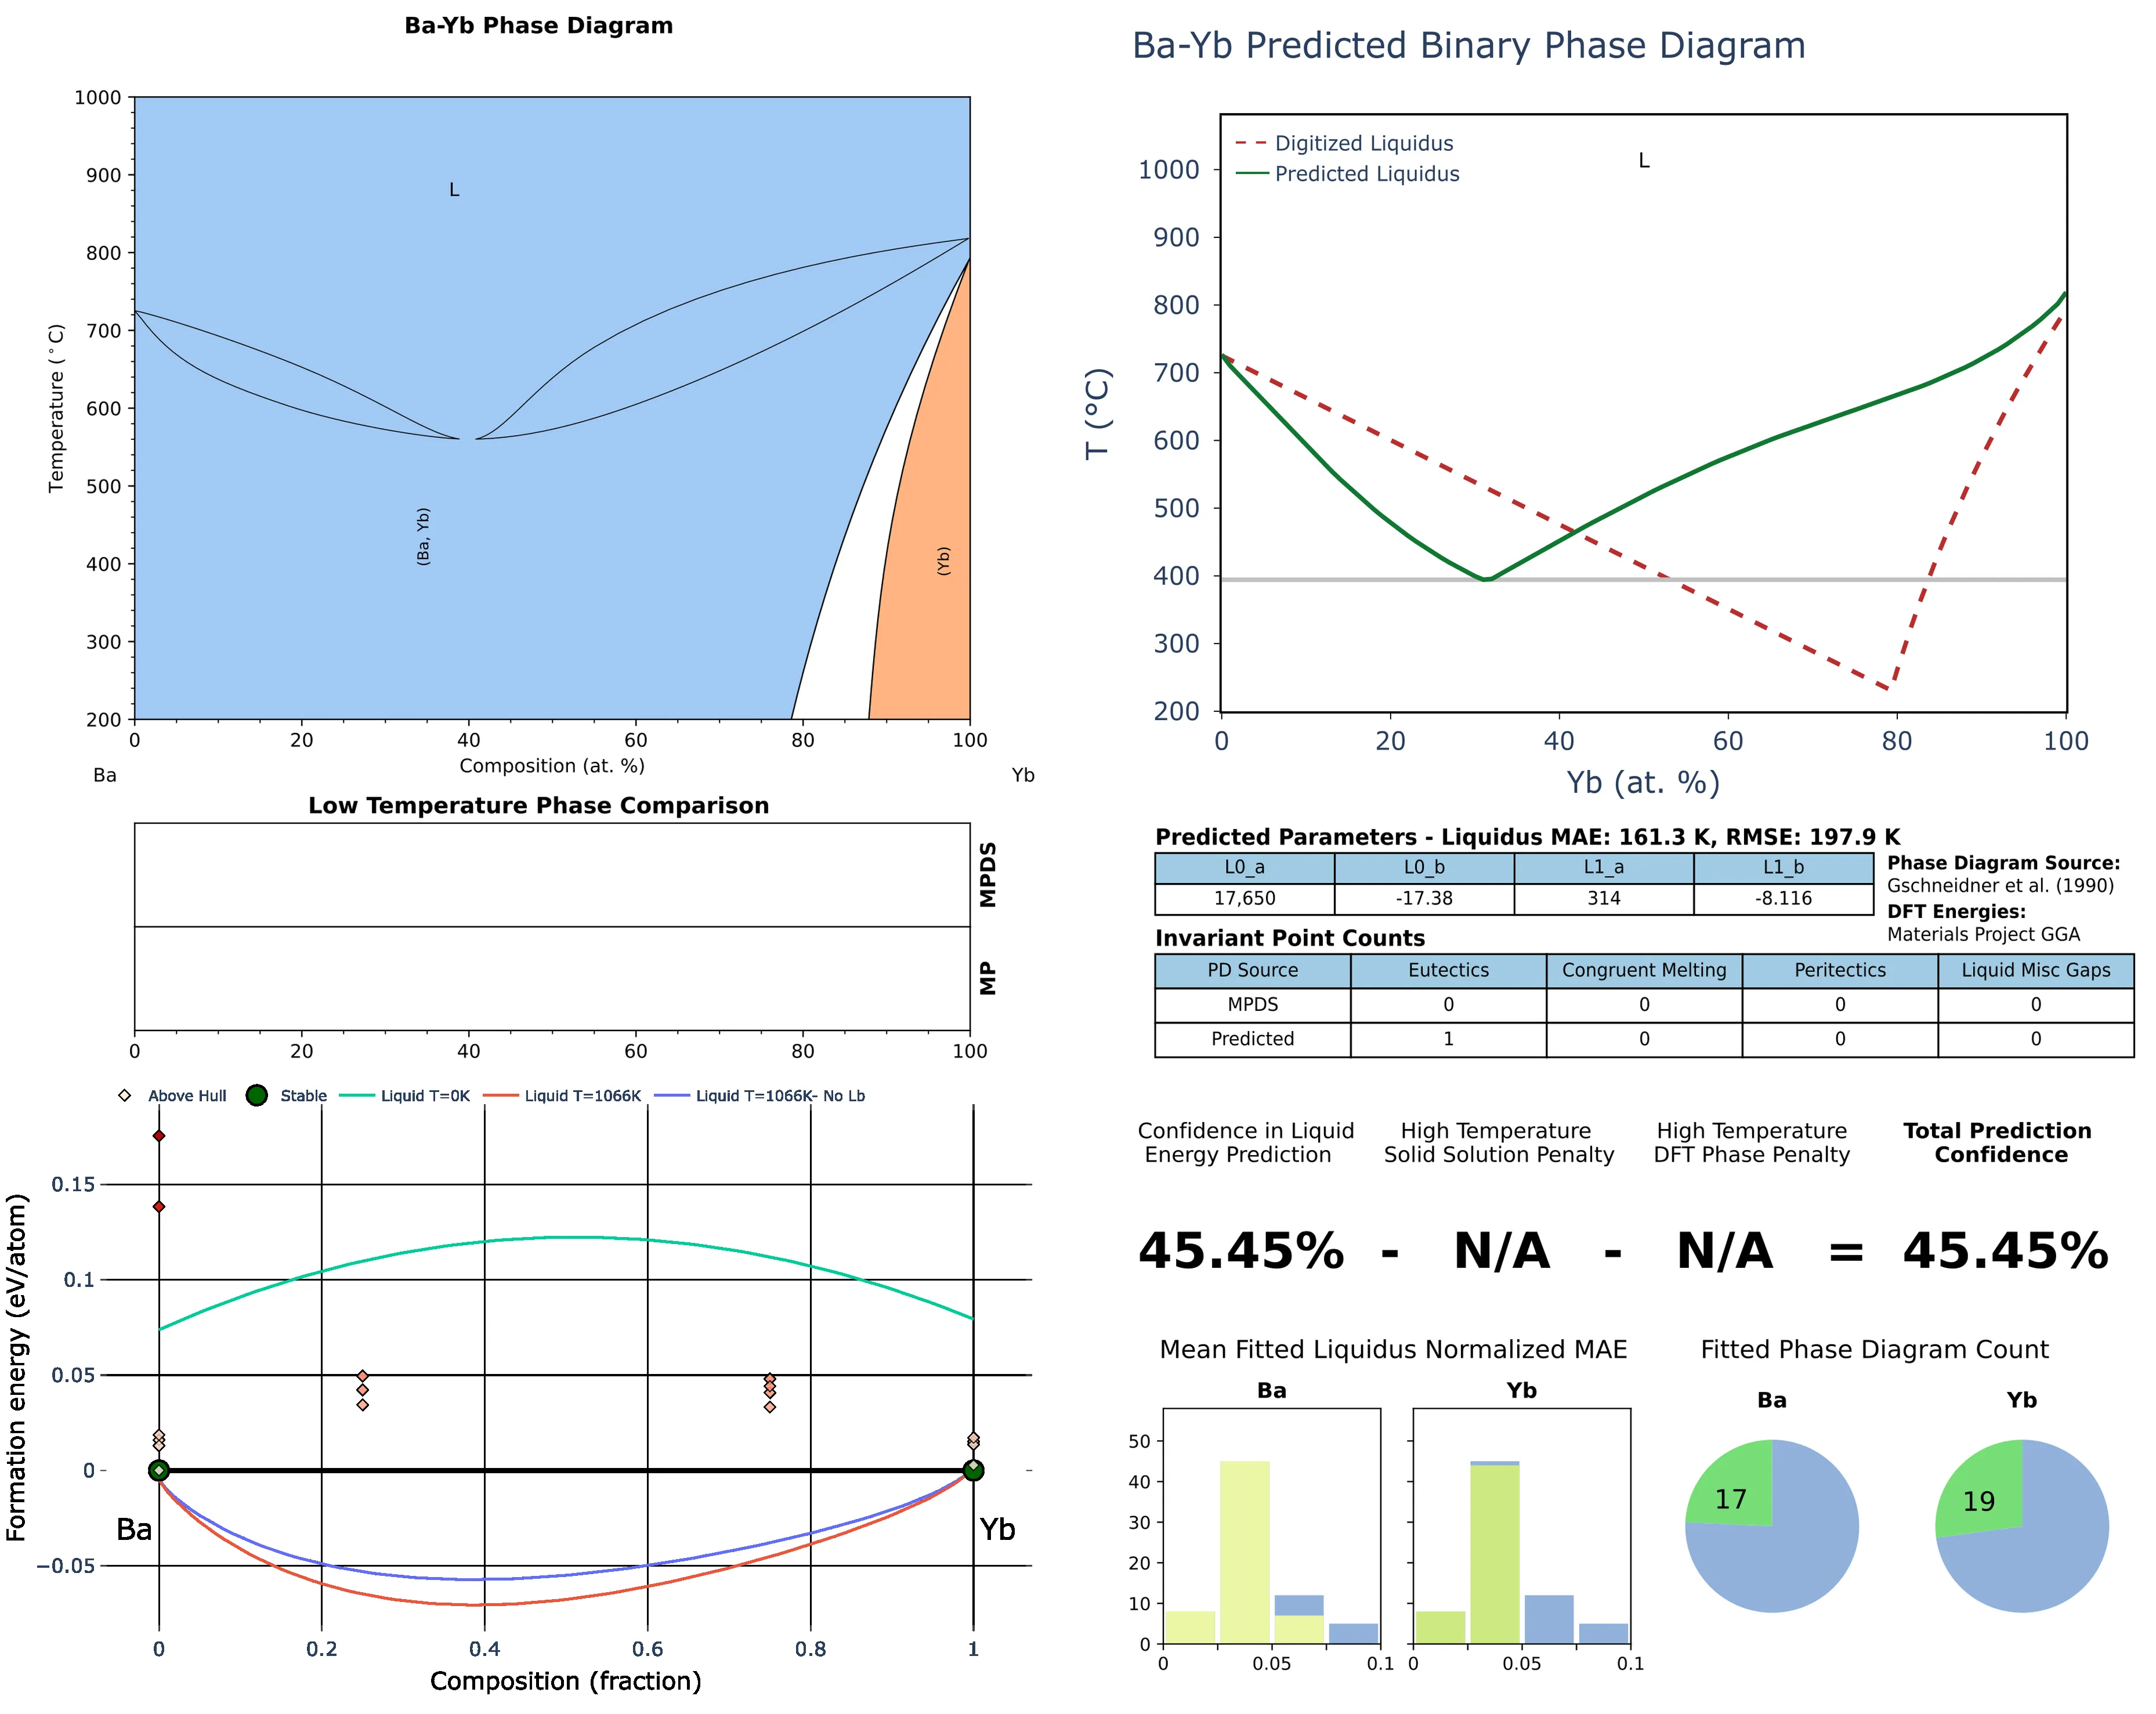 Ba-Yb Phase Diagram
1000
900
800
700
600
500
400
300
200
Temperature (°C)
L
(Ba, Yb)
(Yb)
0 20 40 60 80 100
Composition (at. %)
Ba Yb
Low Temperature Phase Comparison
MPDS
MP
0 20 40 60 80 100
Above Hull Stable Liquid T=0K Liquid T=1066K Liquid T=1066K- No Lb
0.15
0.1
0.05
0
−0.05
Formation energy (eV/atom)
Ba Yb
0 0.2 0.4 0.6 0.8 1
Composition (fraction)
Ba-Yb Predicted Binary Phase Diagram
Digitized Liquidus
Predicted Liquidus
L
1000
900
800
700
600
500
400
300
200
T (°C)
0 20 40 60 80 100
Yb (at. %)
Predicted Parameters - Liquidus MAE: 161.3 K, RMSE: 197.9 K
L0_a L0_b L1_a L1_b
17,650 -17.38 314 -8.116
Phase Diagram Source:
Gschneidner et al. (1990)
DFT Energies:
Materials Project GGA
Invariant Point Counts
PD Source Eutectics Congruent Melting Peritectics Liquid Misc Gaps
MPDS 0 0 0 0
Predicted 1 0 0 0
Confidence in Liquid
Energy Prediction
High Temperature
Solid Solution Penalty
High Temperature
DFT Phase Penalty
Total Prediction
Confidence
45.45% - N/A - N/A = 45.45%
Mean Fitted Liquidus Normalized MAE
Ba Yb
50
40
30
20
10
0
0 0.05 0.1 0 0.05 0.1
Fitted Phase Diagram Count
Ba Yb
17 19